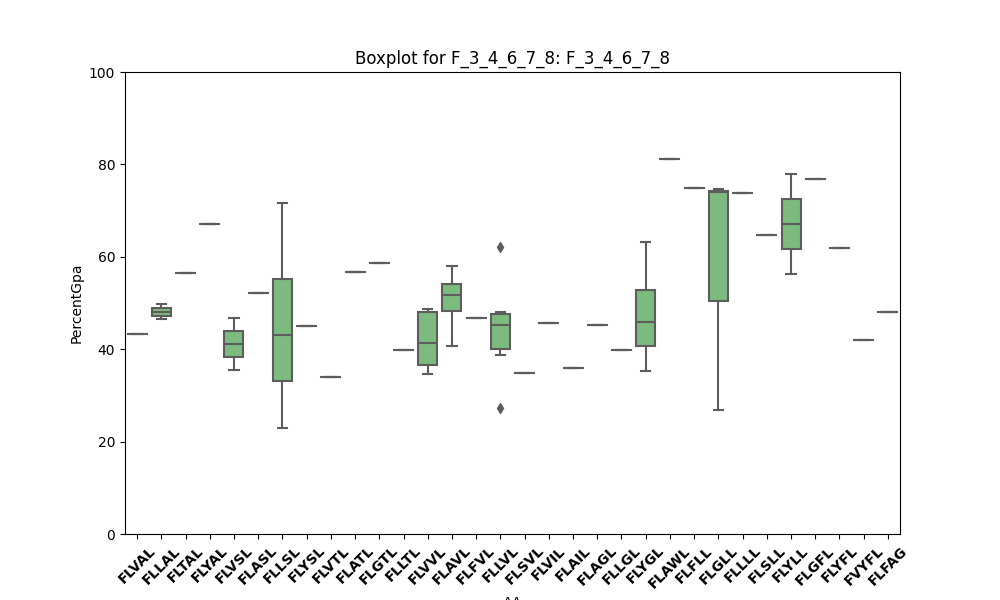 Boxplot for F_3_4_6_7_8: F_3_4_6_7_8
100
80
60
40
20
0
PercentGpa
FLVAL
FLLAL
FLTAL
FLYAL
FLVSL
FLASL
FLLSL
FLYSL
FLVTL
FLATL
FLGTL
FLLTL
FLVVL
FLAVL
FLFVL
FLLVL
FLSVL
FLVIL
FLAIL
FLAGL
FLLGL
FLYGL
FLAWL
FLFLL
FLGLL
FLLLL
FLSLL
FLYLL
FLGFL
FLYFL
FVYFL
FLFAG